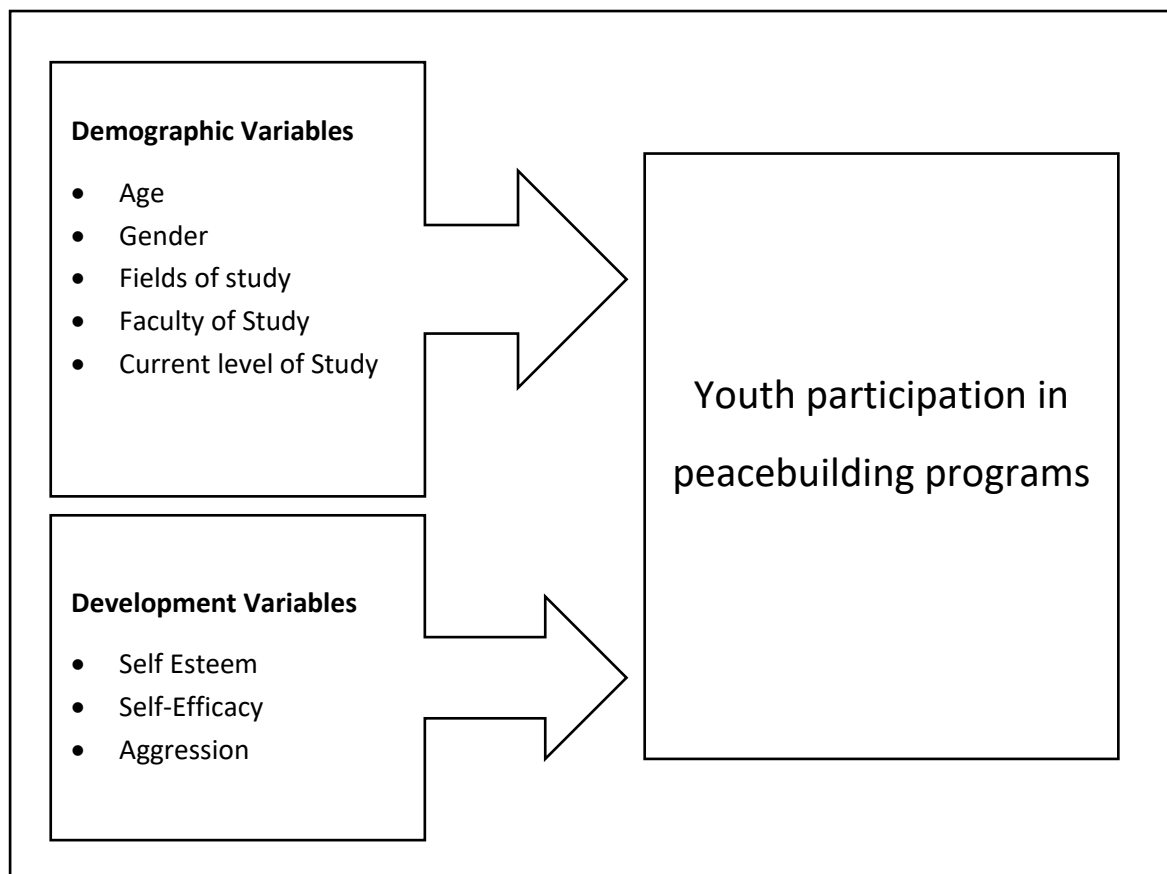 Demographic Variables
• Age
• Gender
• Fields of study
• Faculty of Study
• Current level of Study
Development Variables
• Self Esteem
• Self-Efficacy
• Aggression
Youth participation in
peacebuilding programs